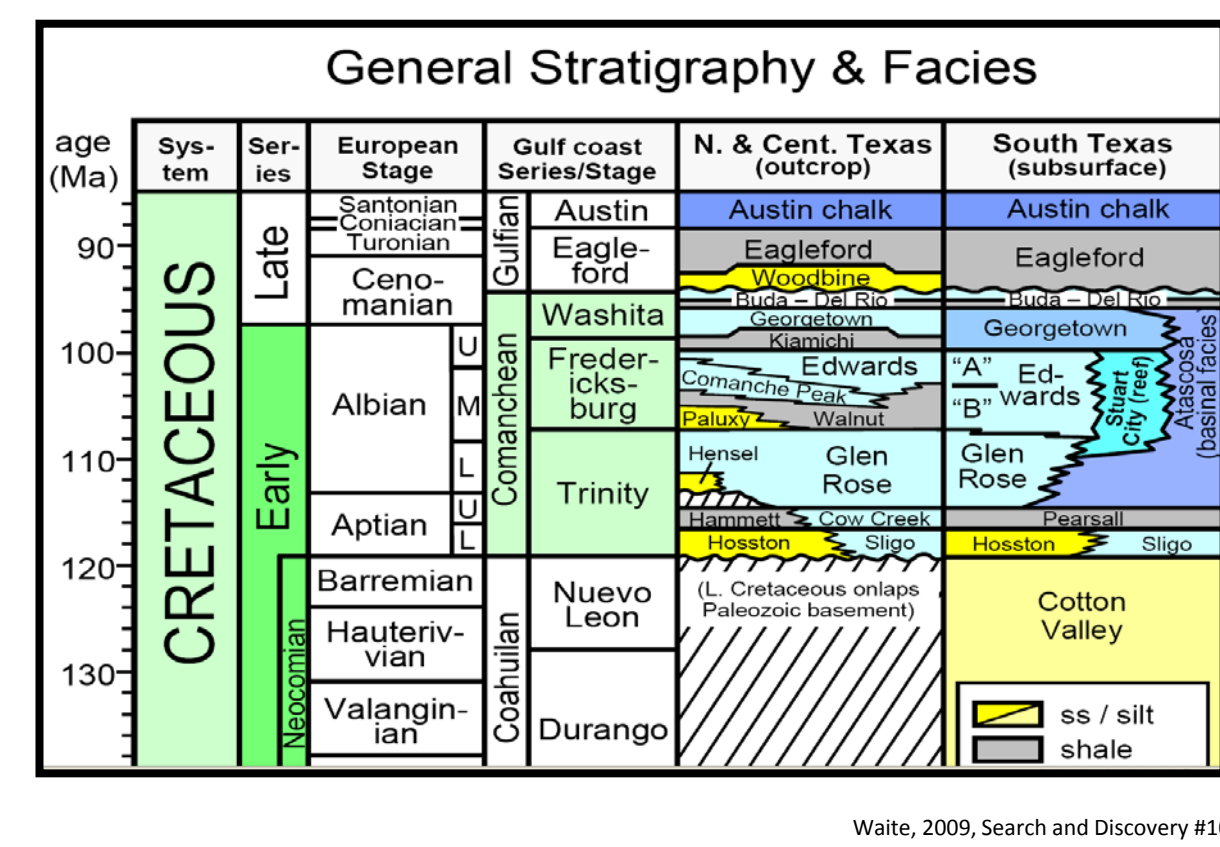 General Stratigraphy & Facies
age
(Ma)
Sys-
tem
Ser-
ies
European
Stage
Gulf coast
Series/Stage
N. & Cent. Texas
(outcrop)
South Texas
(subsurface)
90
100
110
120
130
CRETACEOUS
Late
Early
Neocomian
Santonian
Coniacian
Turonian
Ceno-
manian
Albian
U
M
L
Aptian
U
L
Barremian
Hauteriv-
vian
Valangin-
ian
Gulfian
Comanchean
Coahuilan
Austin
Eagle-
ford
Washita
Freder-
icks-
burg
Trinity
Nuevo
Leon
Durango
Austin chalk
Eagleford
Woodbine
Buda – Del Rio
Georgetown
Kiamichi
Edwards
Comanche Peak
Paluxy
Walnut
Hensel
Glen
Rose
Hammett
Cow Creek
Hosston
Sligo
(L. Cretaceous onlaps
Paleozoic basement)
Austin chalk
Eagleford
Buda – Del Rio
Georgetown
"A"
"B"
Ed-
wards
Stuart
City (reef)
Atascosa
(basinal facies)
Glen
Rose
Pearsall
Hosston
Sligo
Cotton
Valley
ss / silt
shale
Waite, 2009, Search and Discovery #10